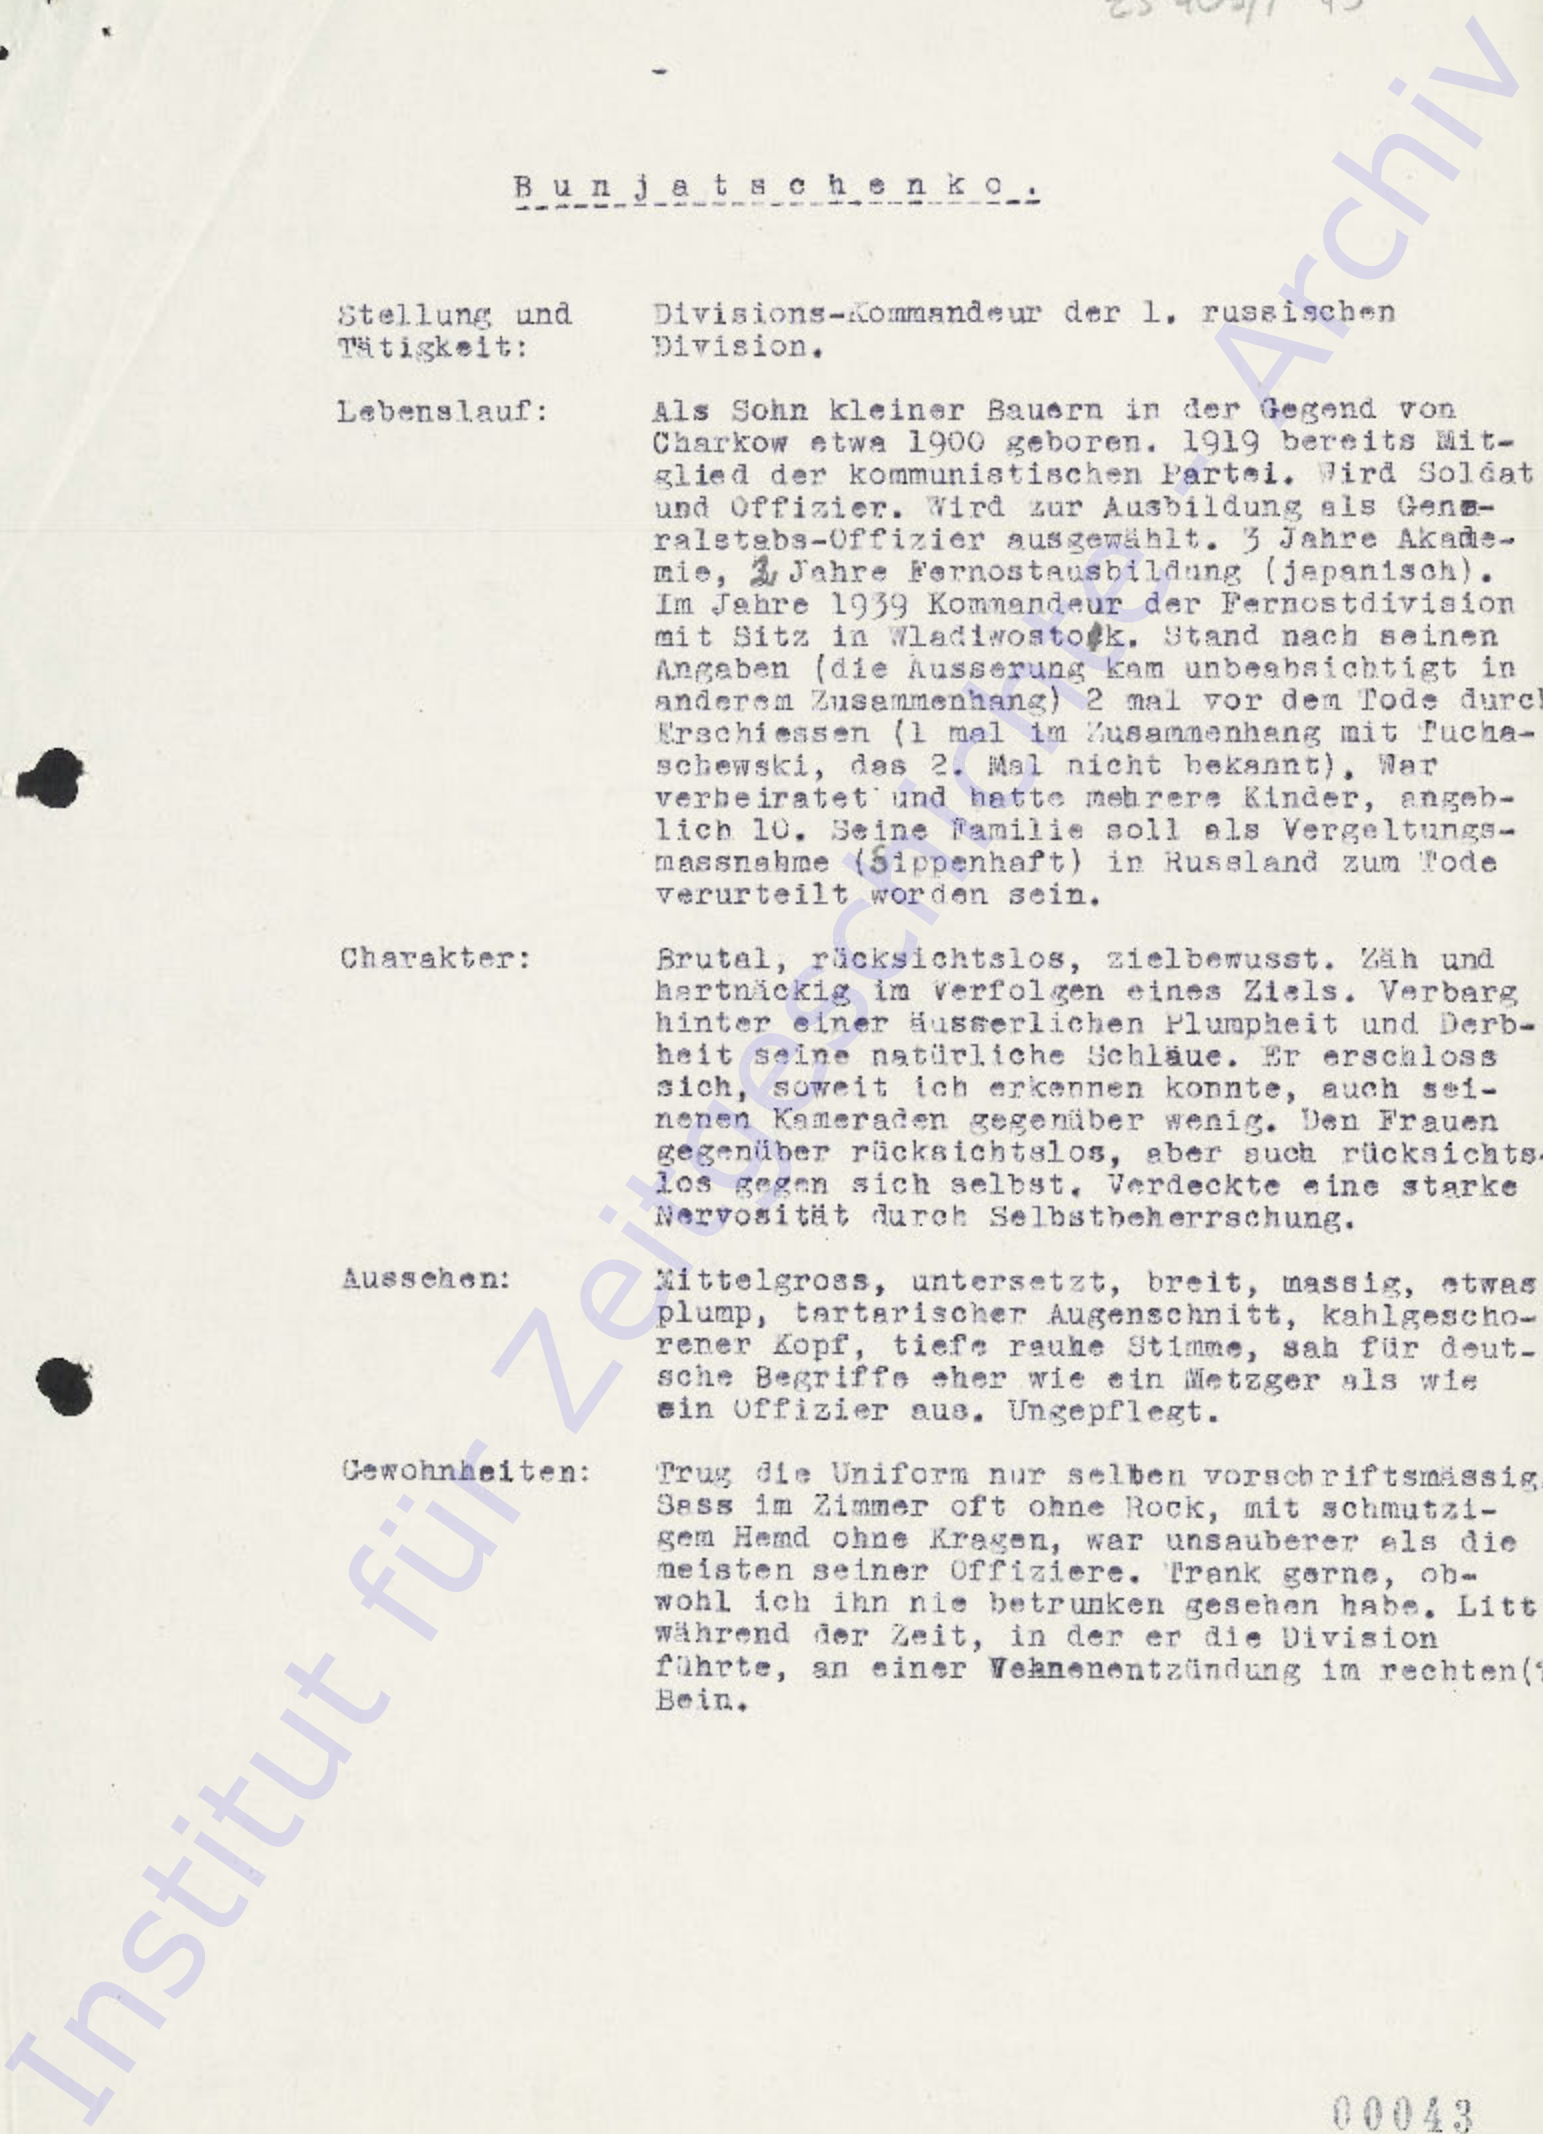 B u n j a t s c h e n k o .
Stellung und Divisions-Kommandeur der 1. russischen
Tätigkeit: Division.
Lebenslauf: Als Sohn kleiner Bauern in der Gegend von
Charkow etwa 1900 geboren. 1919 bereits Mit-
glied der kommunistischen Partei. Wird Soldat
und Offizier. Wird zur Ausbildung als Gene-
ralstabs-Offizier ausgewählt. 3 Jahre Akade-
mie, Jahre Fernostausbildung (japanisch).
Im Jahre 1939 Kommandeur der Fernostdivision
mit Sitz in Wladiwostok. Stand nach seinen
Angaben (die Äusserung kam unbeabsichtigt in
anderem Zusammenhang) 2 mal vor dem Tode durch
Erschiessen (1 mal im Zusammenhang mit Tucha-
schewski, das 2. Mal nicht bekannt). War
verheiratet und hatte mehrere Kinder, angeb-
lich 10. Seine Familie soll als Vergeltungs-
massnahme (Sippenhaft) in Russland zum Tode
verurteilt worden sein.
Charakter: Brutal, rücksichtslos, zielbewusst. Zäh und
hartnäckig im Verfolgen eines Ziels. Verbarg
hinter einer äusserlichen Plumpheit und Derb-
heit seine natürliche Schläue. Er erschloss
sich, soweit ich erkennen konnte, auch sei-
nenen Kameraden gegenüber wenig. Den Frauen
gegenüber rücksichtslos, aber auch rücksichts-
los gegen sich selbst. Verdeckte eine starke
Nervosität durch Selbstbeherrschung.
Aussehen: Mittelgross, untersetzt, breit, massig, etwas
plump, tartarischer Augenschnitt, kahlgescho-
rener Kopf, tiefe rauhe Stimme, sah für deut-
sche Begriffe eher wie ein Metzger als wie
ein Offizier aus. Ungepflegt.
Gewohnheiten: Trug die Uniform nur selten vorschriftsmässig.
Sass im Zimmer oft ohne Rock, mit schmutzi-
gem Hemd ohne Kragen, war unsauberer als die
meisten seiner Offiziere. Trank gerne, ob-
wohl ich ihn nie betrunken gesehen habe. Litt
während der Zeit, in der er die Division
führte, an einer Vehnenentzündung im rechten(?
Bein.
00043
Institut für Zeitgeschichte - Archiv